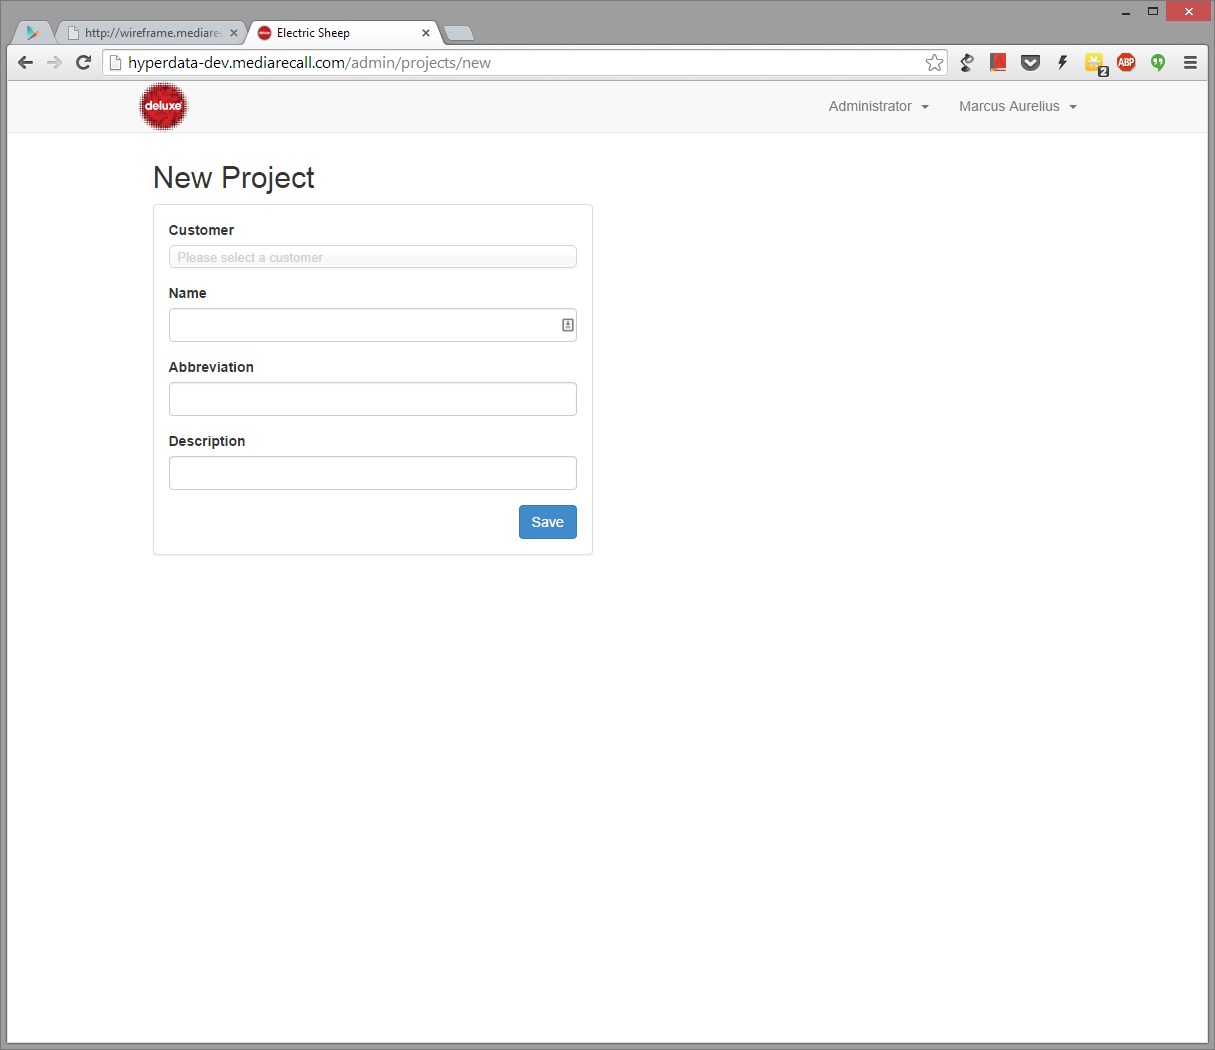 http://wireframe.mediarec
Electric Sheep
hyperdata-dev.mediarecall.com/admin/projects/new
2
ABP
deluxe
Administrator
Marcus Aurelius
New Project
Customer
Please select a customer
Name
Abbreviation
Description
Save